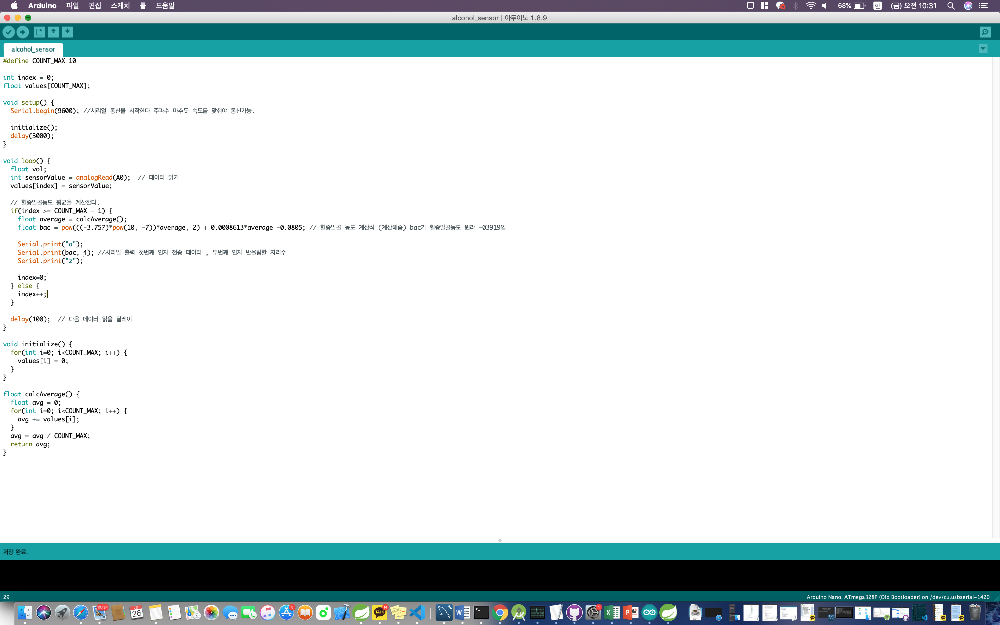 Arduino 파일 편집 스케치 툴 도움말 68% 한 (금) 오전 10:31
alcohol_sensor | 아두이노 1.8.9
alcohol_sensor
#define COUNT_MAX 10
int index = 0;
float values[COUNT_MAX];
void setup() {
Serial.begin(9600); //시리얼 통신을 시작한다 주파수 마추듯 속도를 맞춰야 통신가능.
initialize();
delay(3000);
}
void loop() {
float vol;
int sensorValue = analogRead(A0); // 데이터 읽기
values[index] = sensorValue;
// 혈중알콜농도 평균을 계산한다.
if(index >= COUNT_MAX - 1) {
float average = calcAverage();
float bac = pow(((-3.757)*pow(10, -7))*average, 2) + 0.0008613*average -0.0805; // 혈중알콜 농도 계산식 (계산해줌) bac가 혈중알콜농도 원랴 -03919임
Serial.print("a");
Serial.print(bac, 4); //시리얼 출력 첫번쨰 인자 전송 데이터 , 두번쨰 인자 반올림할 자리수
Serial.print("z");
index=0;
} else {
index++;
}
delay(100); // 다음 데이터 읽을 딜레이
}
void initialize() {
for(int i=0; i<COUNT_MAX; i++) {
values[i] = 0;
}
}
float calcAverage() {
float avg = 0;
for(int i=0; i<COUNT_MAX; i++) {
avg += values[i];
}
avg = avg / COUNT_MAX;
return avg;
}
저장 완료.
29 Arduino Nano, ATmega328P (Old Bootloader) on /dev/cu.usbserial-1420
10,784 7월 26 5 TALK 14 W 1 X P JAR